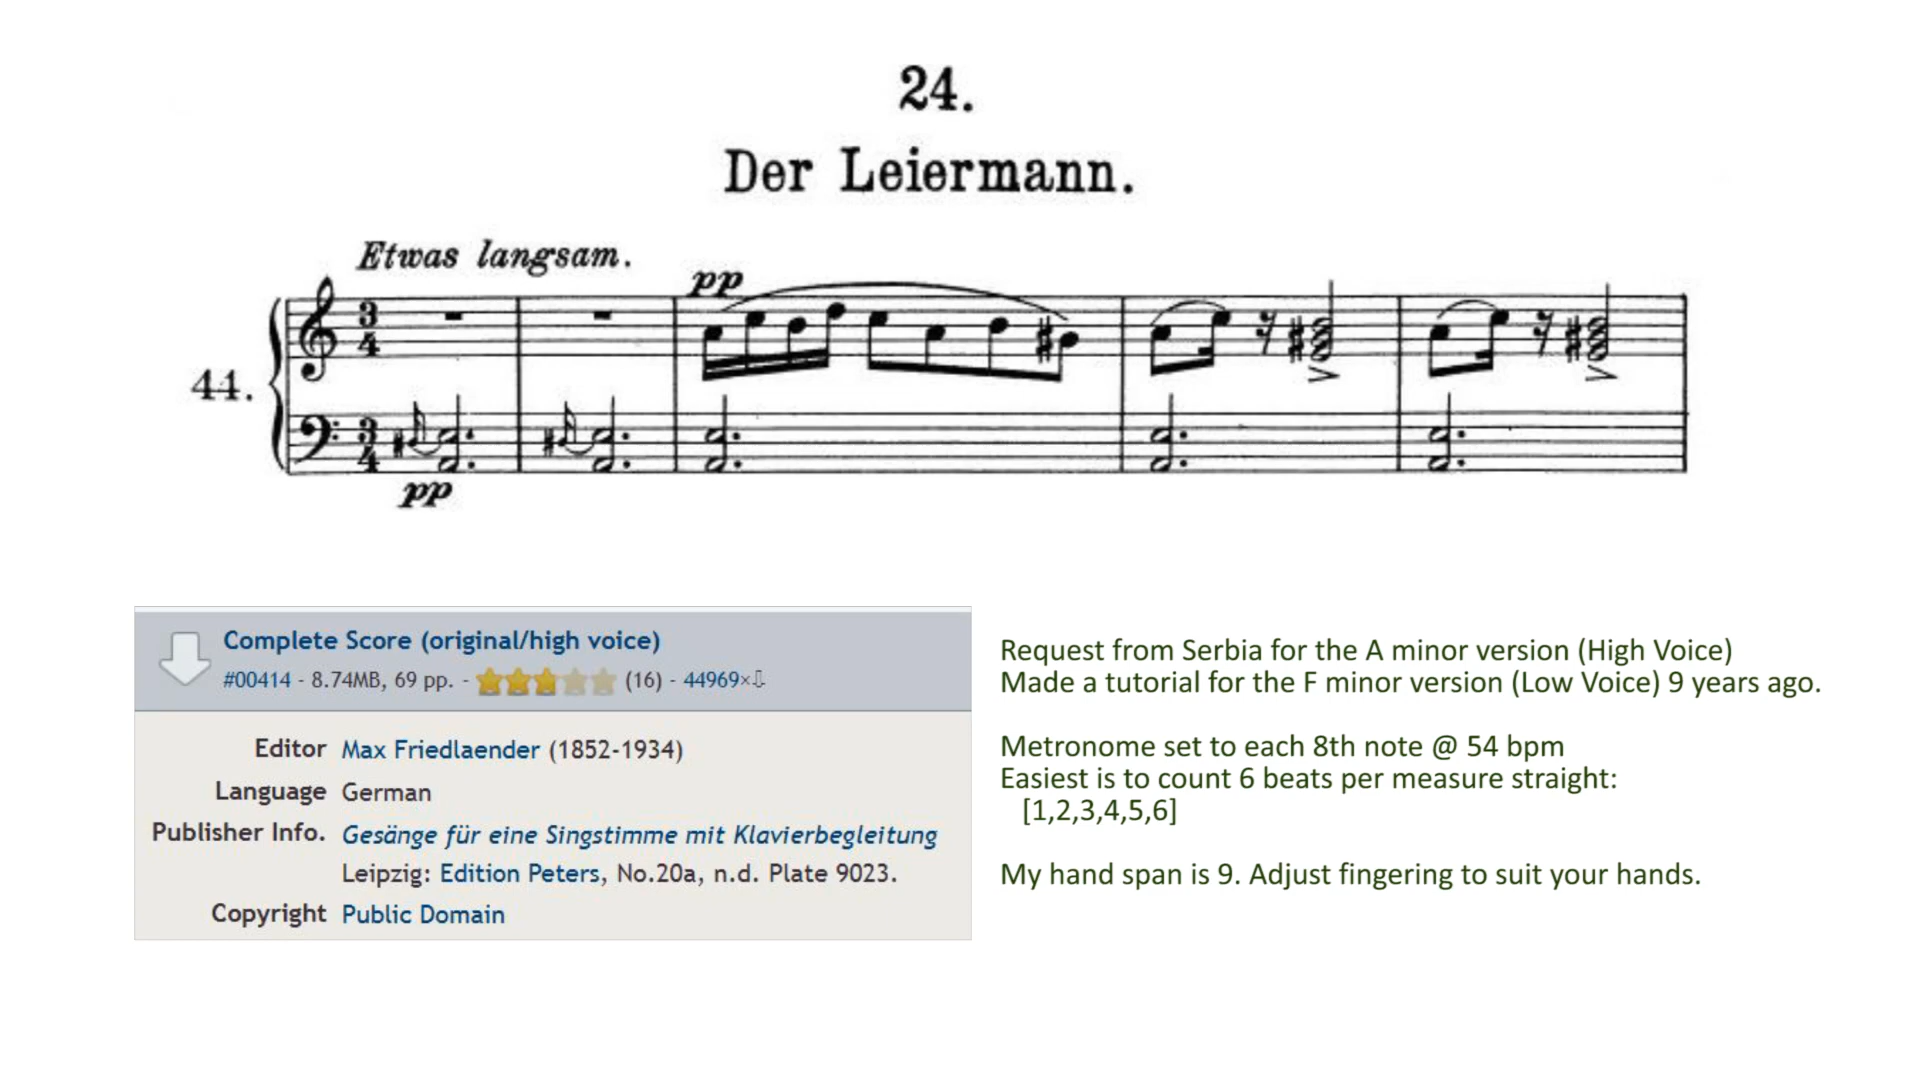 24.
Der Leiermann.
Etwas langsam.
pp
44.
3
4
3
4
pp
Complete Score (original/high voice)
#00414 - 8.74MB, 69 pp. - (16) - 44969×⇩
Editor Max Friedlaender (1852-1934)
Language German
Publisher Info. Gesänge für eine Singstimme mit Klavierbegleitung
Leipzig: Edition Peters, No.20a, n.d. Plate 9023.
Copyright Public Domain
Request from Serbia for the A minor version (High Voice)
Made a tutorial for the F minor version (Low Voice) 9 years ago.
Metronome set to each 8th note @ 54 bpm
Easiest is to count 6 beats per measure straight:
[1,2,3,4,5,6]
My hand span is 9. Adjust fingering to suit your hands.